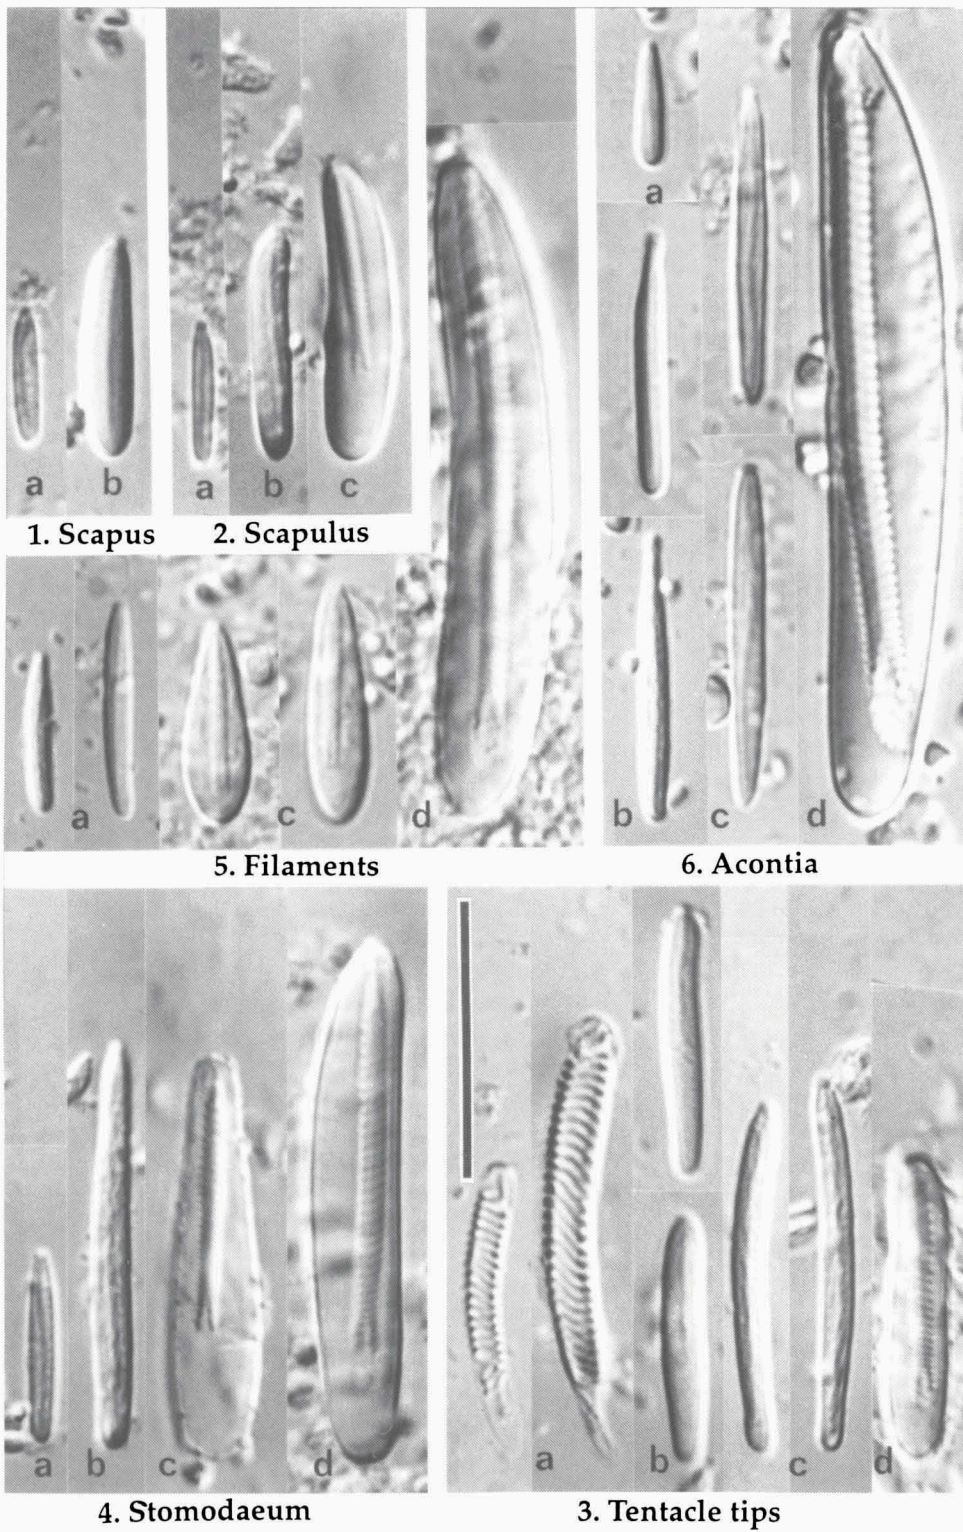 a b
1. Scapus
a b c
2. Scapulus
a c d
5. Filaments
a
b c d
6. Acontia
a b c d
4. Stomodaeum
a b c d
3. Tentacle tips